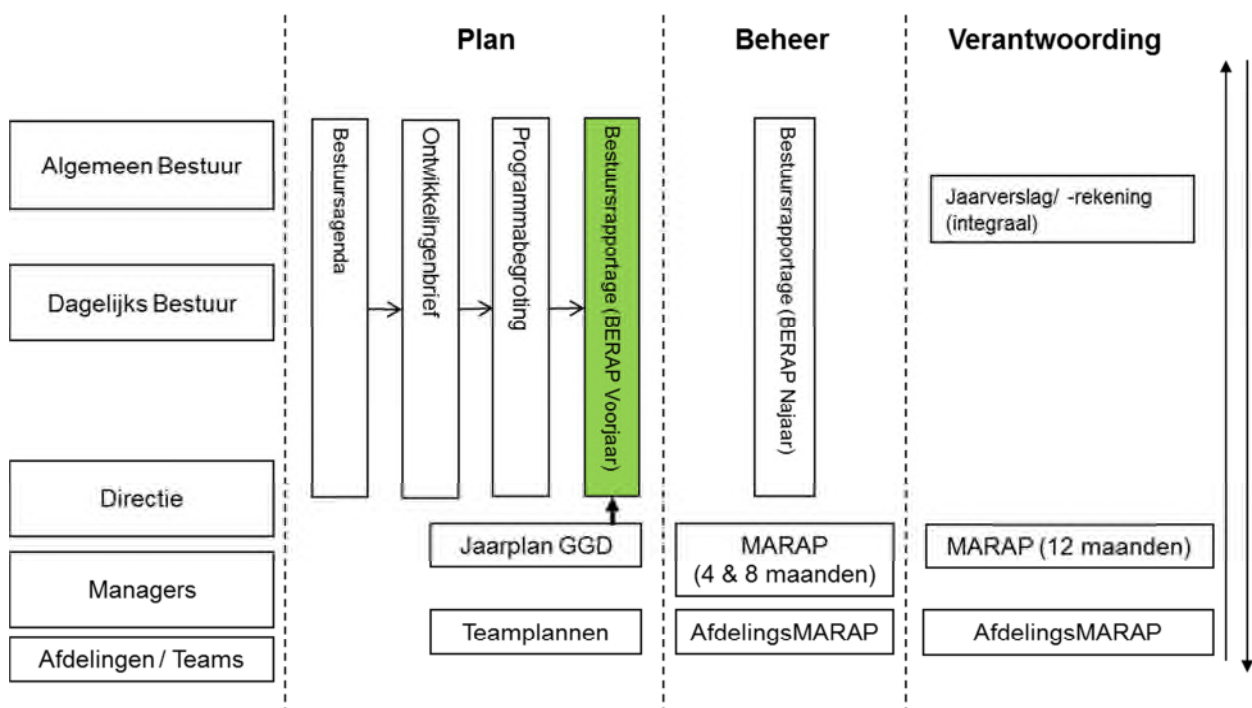 Plan
Beheer
Verantwoording
Algemeen Bestuur
Dagelijks Bestuur
Directie
Managers
Afdelingen / Teams
Bestuursagenda
Ontwikkelingenbrief
Programmabegroting
Bestuursrapportage (BERAP Voorjaar)
Jaarplan GGD
Teamplannen
Bestuursrapportage (BERAP Najaar)
MARAP
(4 & 8 maanden)
AfdelingsMARAP
Jaarverslag/ -rekening
(integraal)
MARAP (12 maanden)
AfdelingsMARAP